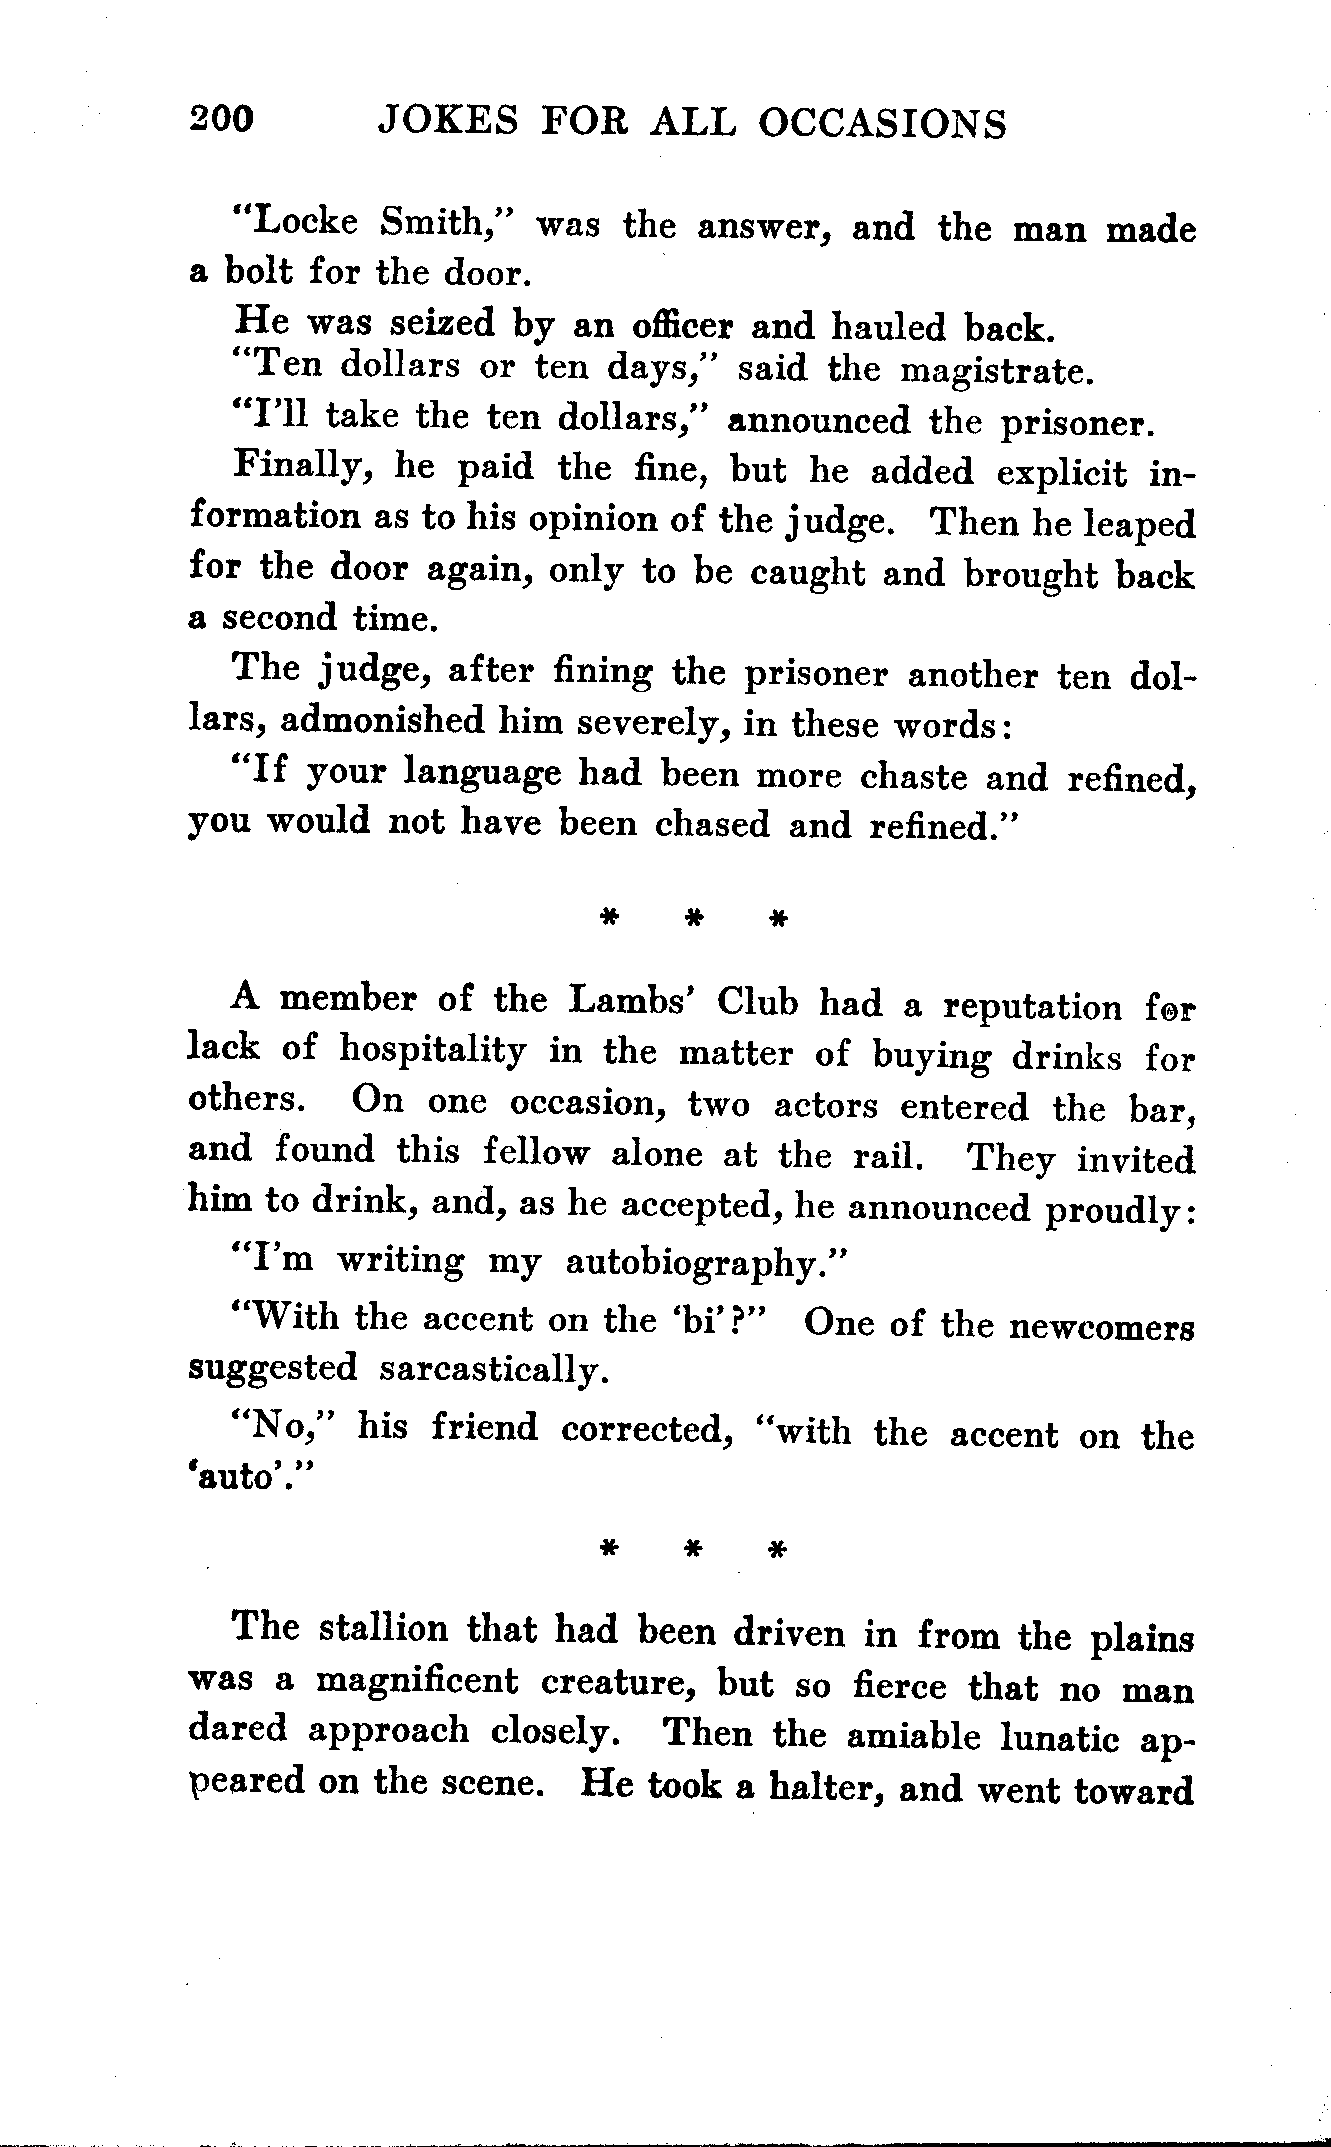 200 JOKES FOR ALL OCCASIONS
“Locke Smith,” was the answer, and the man made
a bolt for the door.
He was seized by an officer and hauled back.
“Ten dollars or ten days,” said the magistrate.
“I’ll take the ten dollars,” announced the prisoner.
Finally, he paid the fine, but he added explicit in-
formation as to his opinion of the judge. Then he leaped
for the door again, only to be caught and brought back
a second time.
The judge, after fining the prisoner another ten dol-
lars, admonished him severely, in these words:
“If your language had been more chaste and refined,
you would not have been chased and refined.”
* * *
A member of the Lambs’ Club had a reputation for
lack of hospitality in the matter of buying drinks for
others. On one occasion, two actors entered the bar,
and found this fellow alone at the rail. They invited
him to drink, and, as he accepted, he announced proudly:
“I’m writing my autobiography.”
“With the accent on the ‘bi’?” One of the newcomers
suggested sarcastically.
“No,” his friend corrected, “with the accent on the
‘auto’.”
* * *
The stallion that had been driven in from the plains
was a magnificent creature, but so fierce that no man
dared approach closely. Then the amiable lunatic ap-
peared on the scene. He took a halter, and went toward